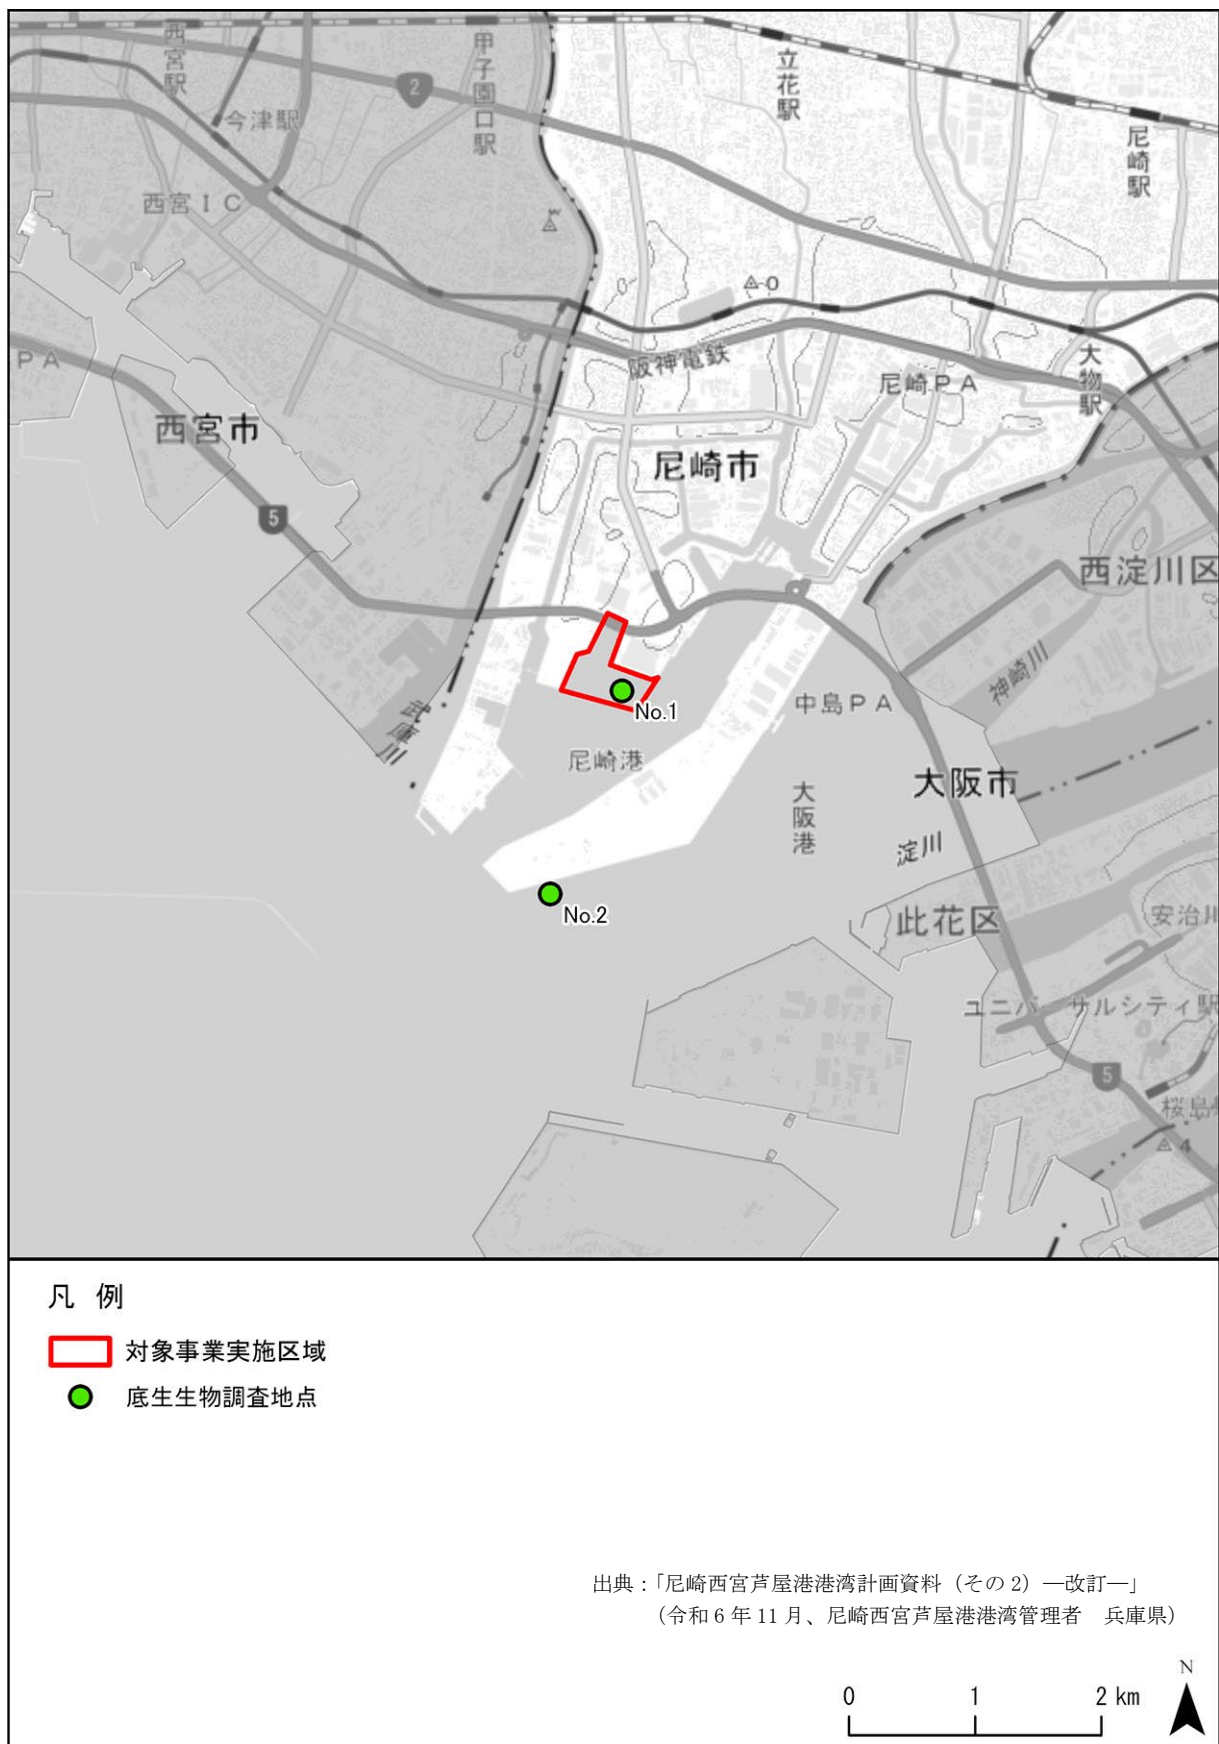 西宮駅
甲子園口駅
立花駅
2
今津駅
尼崎駅
西宮IC
0
PA
阪神電鉄
尼崎PA
大物駅
西宮市
尼崎市
5
西淀川区
神崎川
No.1
中島PA
武庫川
尼崎港
大阪市
大阪港
淀川
No.2
此花区
安治川
ユニバーサルシティ駅
5
桜島
4
凡 例
対象事業実施区域
底生生物調査地点
出典:「尼崎西宮芦屋港港湾計画資料(その2)―改訂―」
(令和6年11月、尼崎西宮芦屋港港湾管理者 兵庫県)
N
0 1 2 km